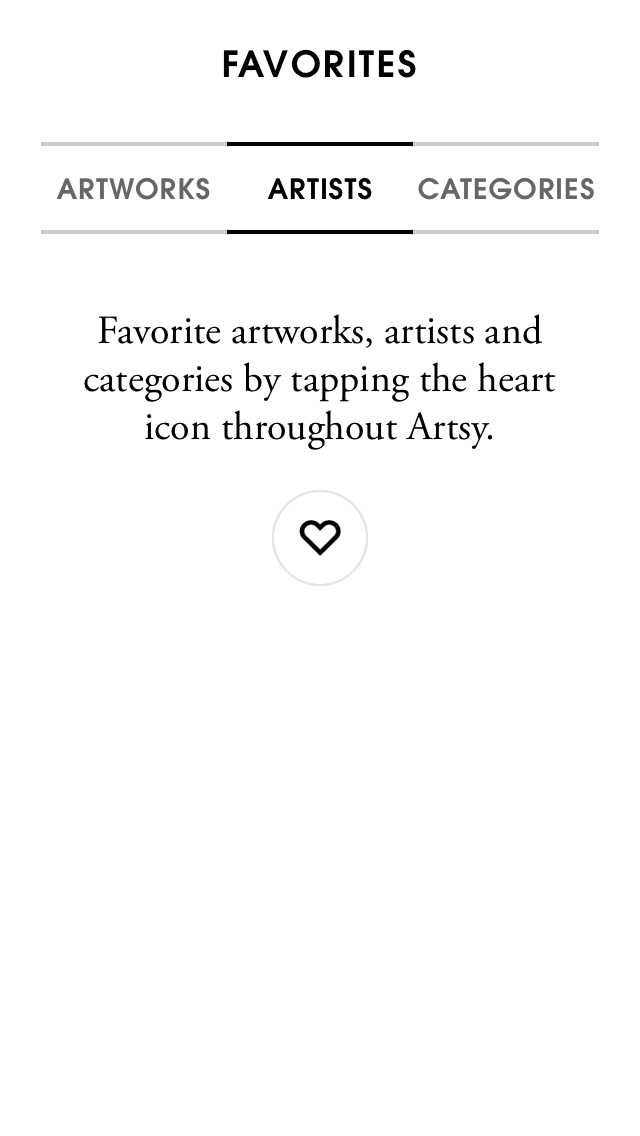 FAVORITES
ARTWORKS ARTISTS CATEGORIES
Favorite artworks, artists and
categories by tapping the heart
icon throughout Artsy.